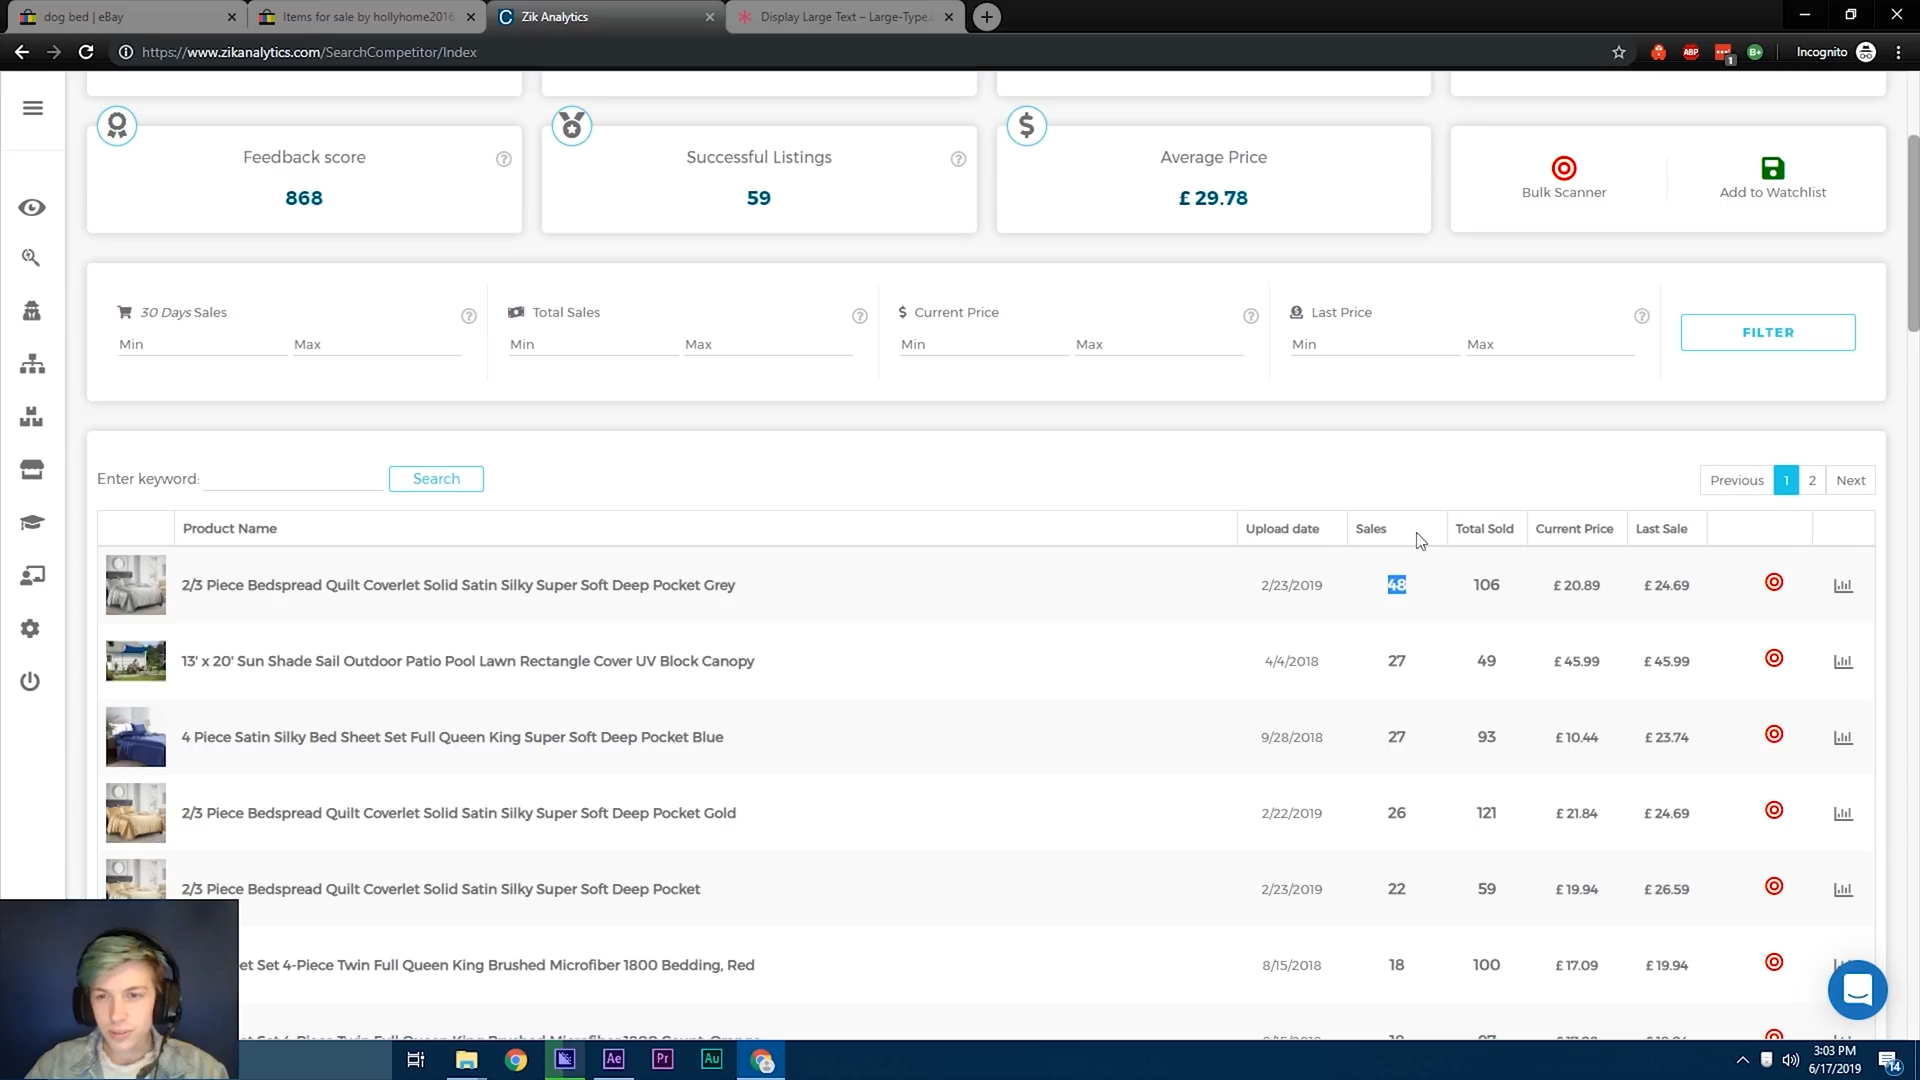 dog bed | eBay
Items for sale by hollyhome2016
Zik Analytics
Display Large Text – Large-Type.
https://www.zikanalytics.com/SearchCompetitor/Index
ABP
1
B+
Incognito
Feedback score
868
Successful Listings
59
Average Price
£ 29.78
Bulk Scanner
Add to Watchlist
30 Days Sales
Min
Max
Total Sales
Min
Max
Current Price
Min
Max
Last Price
Min
Max
FILTER
Enter keyword:
Search
Previous 1 2 Next
Product Name Upload date Sales Total Sold Current Price Last Sale
2/3 Piece Bedspread Quilt Coverlet Solid Satin Silky Super Soft Deep Pocket Grey 2/23/2019 48 106 £ 20.89 £ 24.69
13' x 20' Sun Shade Sail Outdoor Patio Pool Lawn Rectangle Cover UV Block Canopy 4/4/2018 27 49 £ 45.99 £ 45.99
4 Piece Satin Silky Bed Sheet Set Full Queen King Super Soft Deep Pocket Blue 9/28/2018 27 93 £ 10.44 £ 23.74
2/3 Piece Bedspread Quilt Coverlet Solid Satin Silky Super Soft Deep Pocket Gold 2/22/2019 26 121 £ 21.84 £ 24.69
2/3 Piece Bedspread Quilt Coverlet Solid Satin Silky Super Soft Deep Pocket 2/23/2019 22 59 £ 19.94 £ 26.59
et Set 4-Piece Twin Full Queen King Brushed Microfiber 1800 Bedding, Red 8/15/2018 18 100 £ 17.09 £ 19.94
Ae
Pr
Au
3:03 PM
6/17/2019
14